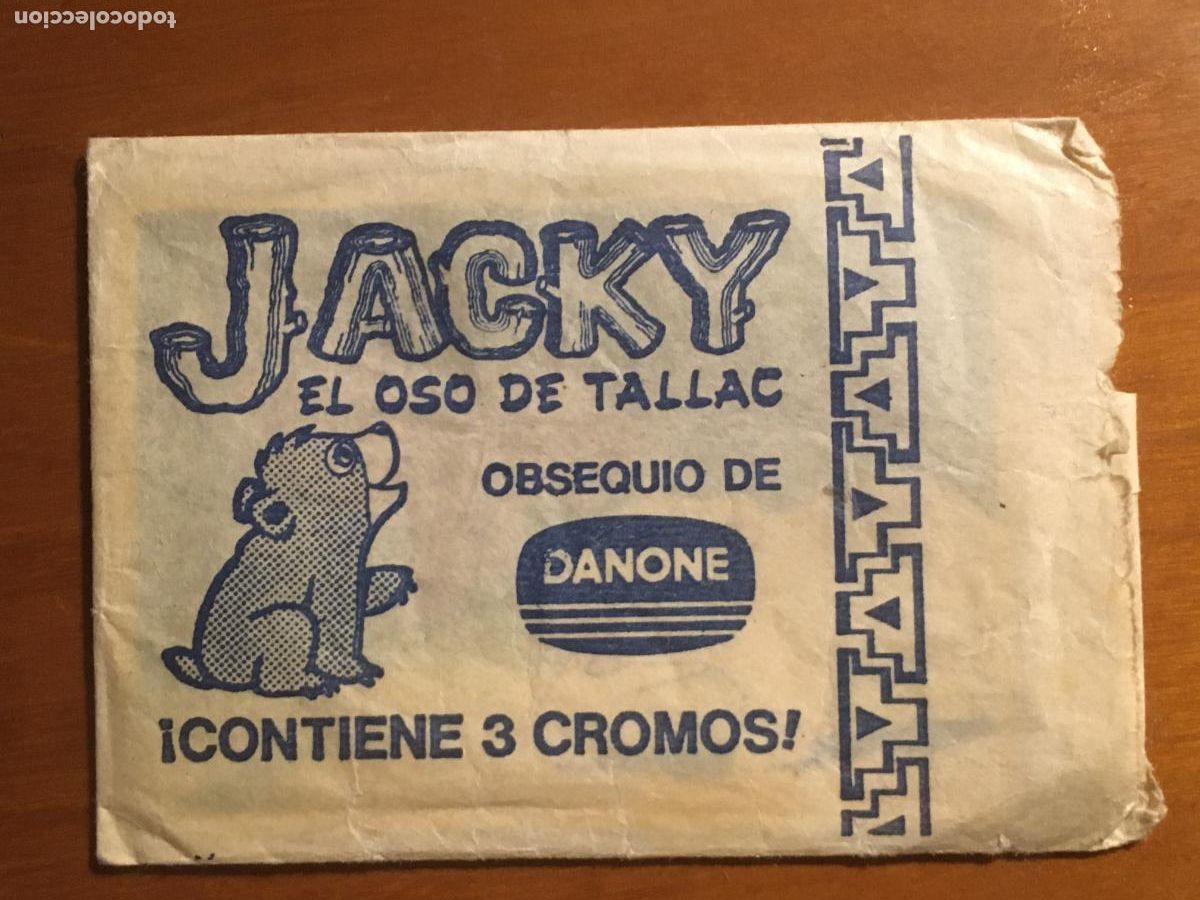 todocoleccion
JACKY
EL OSO DE TALLAC
OBSEQUIO DE
DANONE
¡CONTIENE 3 CROMOS!